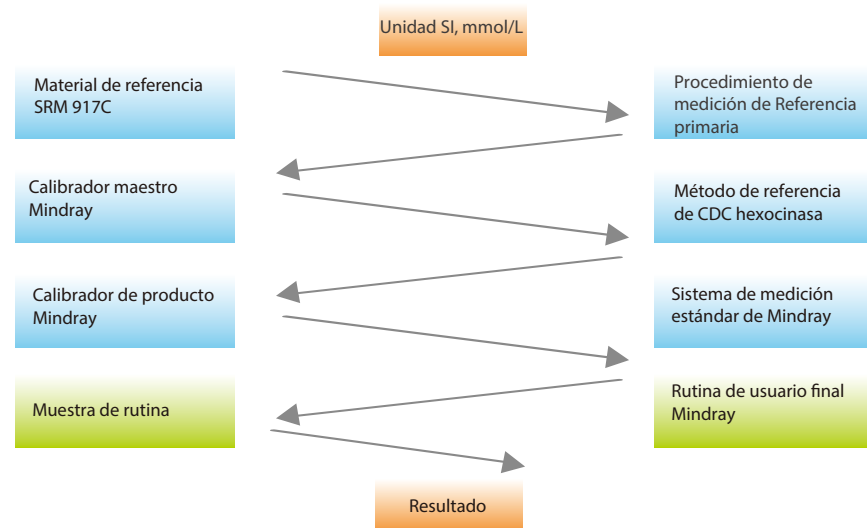 Unidad SI, mmol/L
Material de referencia
SRM 917C
Procedimiento de
medición de Referencia
primaria
Calibrador maestro
Mindray
Método de referencia
de CDC hexocinasa
Calibrador de producto
Mindray
Sistema de medición
estándar de Mindray
Muestra de rutina
Rutina de usuario final
Mindray
Resultado